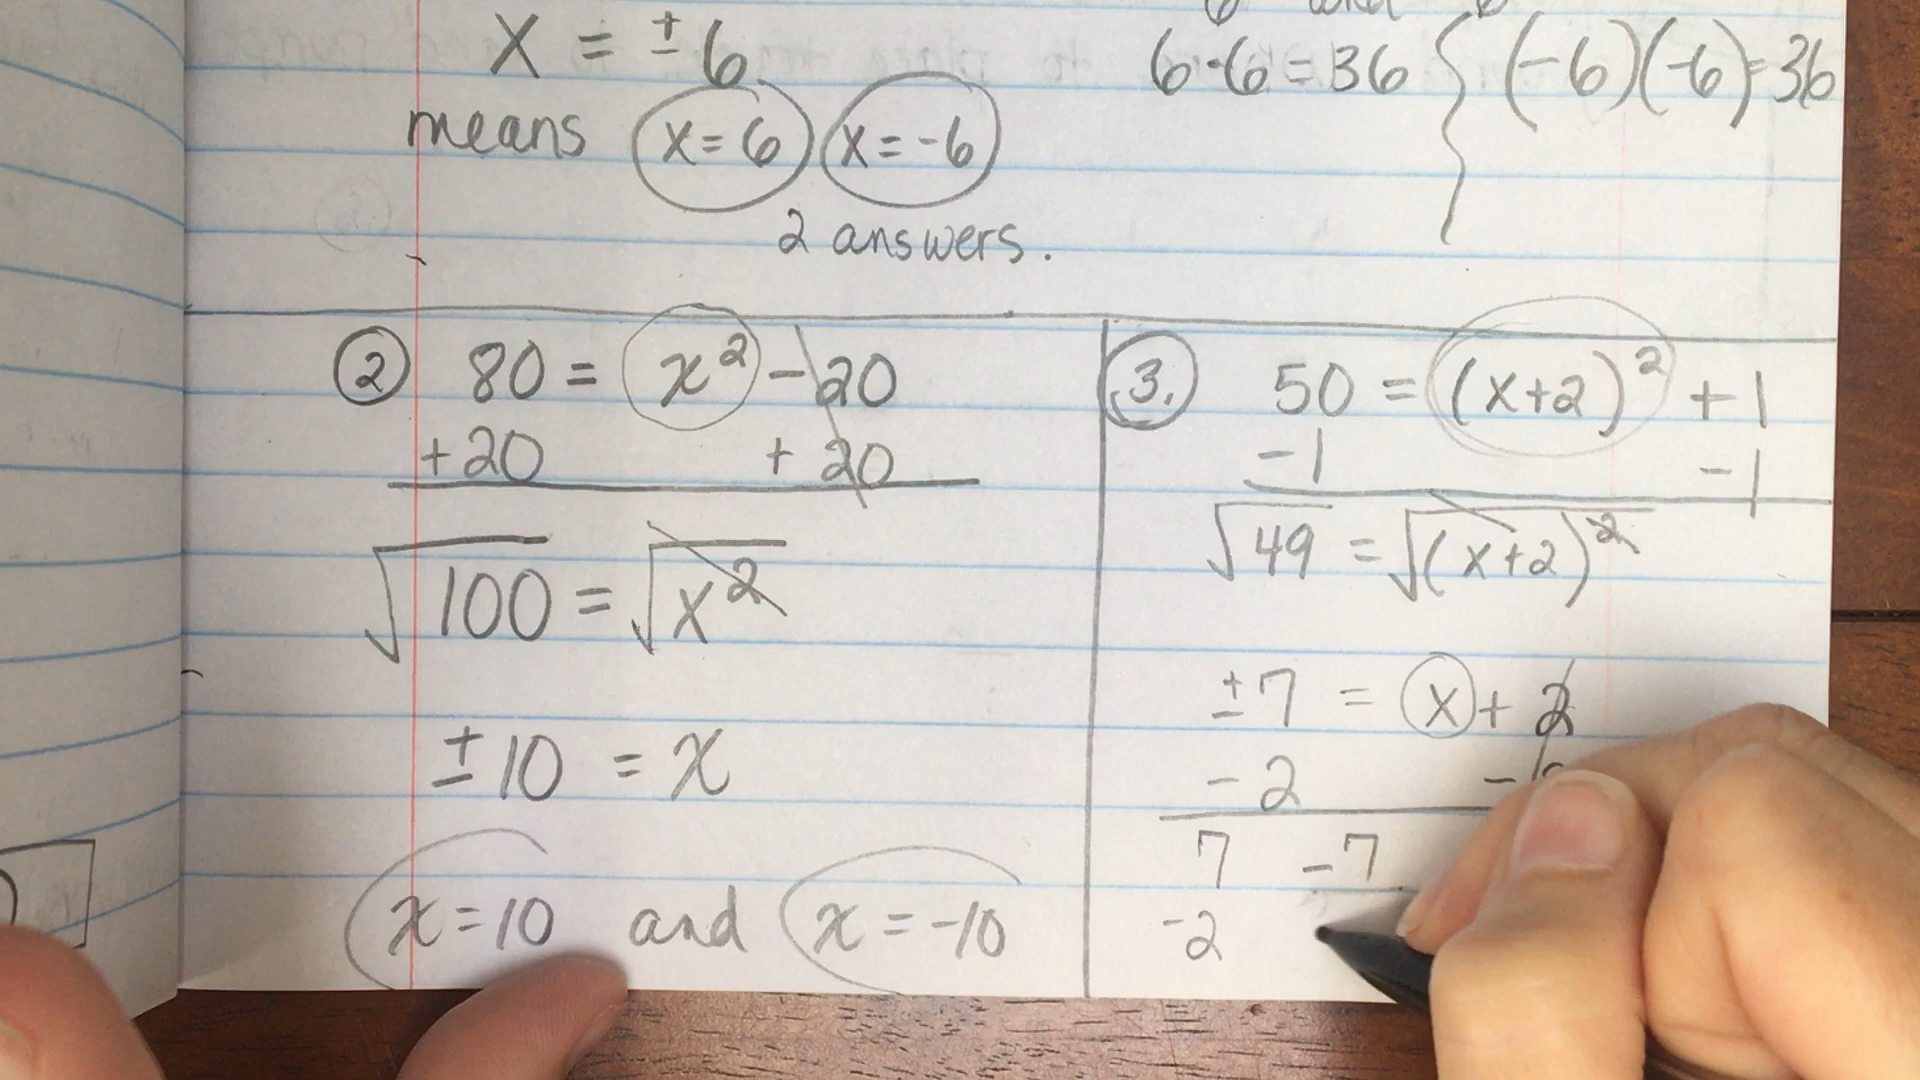 x = ±6
means x = 6 x = -6
2 answers.
6·6 = 36 { (-6)(-6) = 36
② 80 = x² - 20
+ 20 + 20
√100 = √x²
±10 = x
x = 10 and x = -10
③. 50 = (x+2)² + 1
- 1 - 1
√49 = √(x+2)²
±7 = x + 2
- 2 -
7 -7
-2